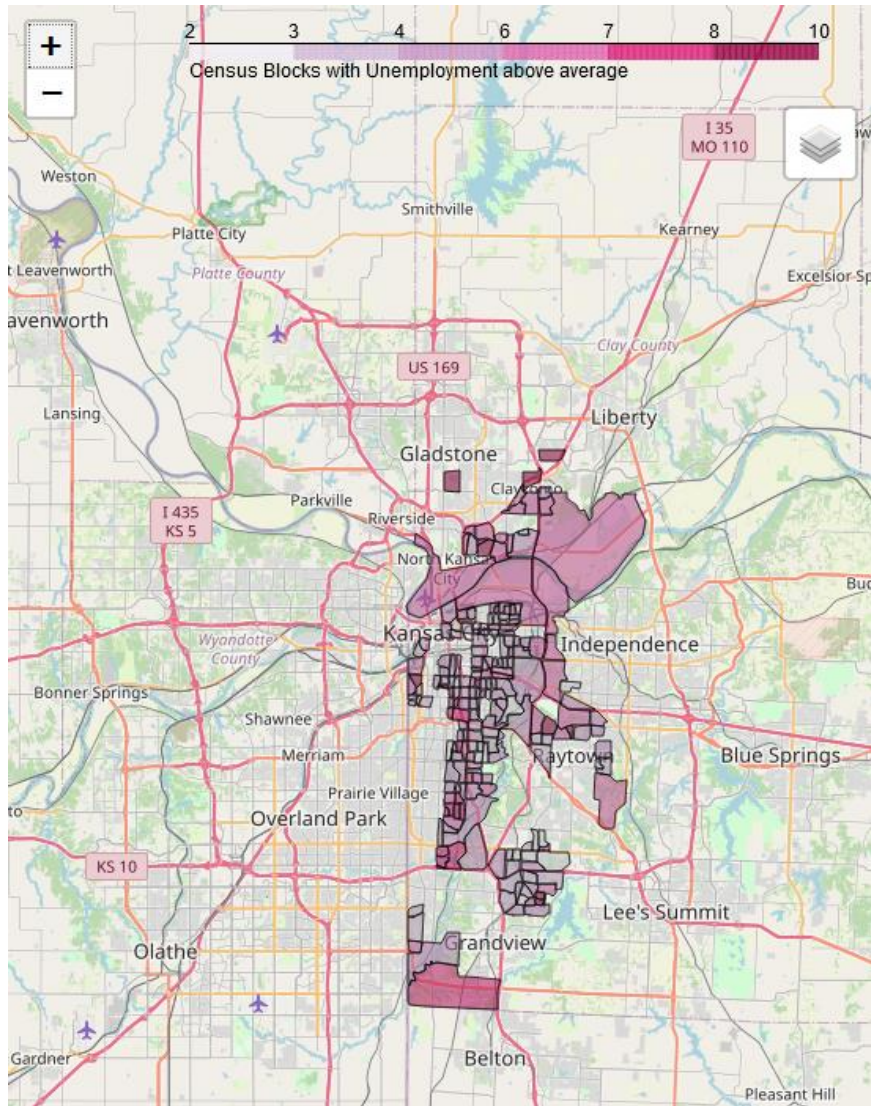 +
−
2 3 4 6 7 8 10
Census Blocks with Unemployment above average
I 35
MO 110
Weston
Smithville
Platte City
Kearney
Platte County
t Leavenworth
Excelsior Sp
avenworth
Clay County
US 169
Lansing
Liberty
Gladstone
Parkville
I 435
KS 5
Riverside
North Kansa
City
Bud
Kansas City
Independence
Wyandotte
County
Bonner Springs
Shawnee
Merriam
Raytown
Blue Springs
Prairie Village
to
Overland Park
KS 10
Lee's Summit
Olathe
Grandview
Gardner
Belton
Pleasant Hill